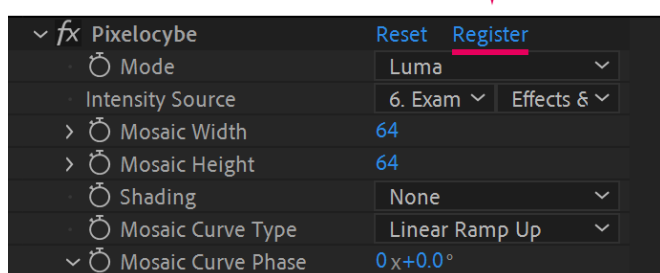 fx Pixelocybe Reset Register
Mode Luma
Intensity Source 6. Exam Effects &
Mosaic Width 64
Mosaic Height 64
Shading None
Mosaic Curve Type Linear Ramp Up
Mosaic Curve Phase 0x+0.0°